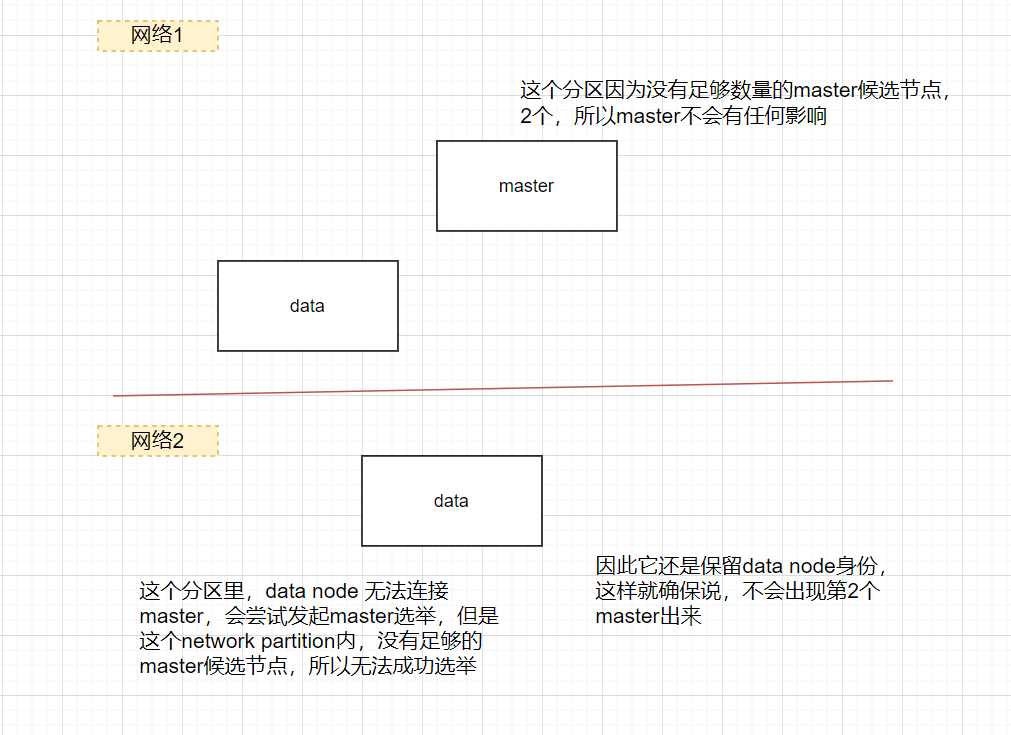 网络1
这个分区因为没有足够数量的master候选节点，
2个，所以master不会有任何影响
master
data
网络2
data
这个分区里，data node 无法连接
master，会尝试发起master选举，但是
这个network partition内，没有足够的
master候选节点，所以无法成功选举
因此它还是保留data node身份，
这样就确保说，不会出现第2个
master出来